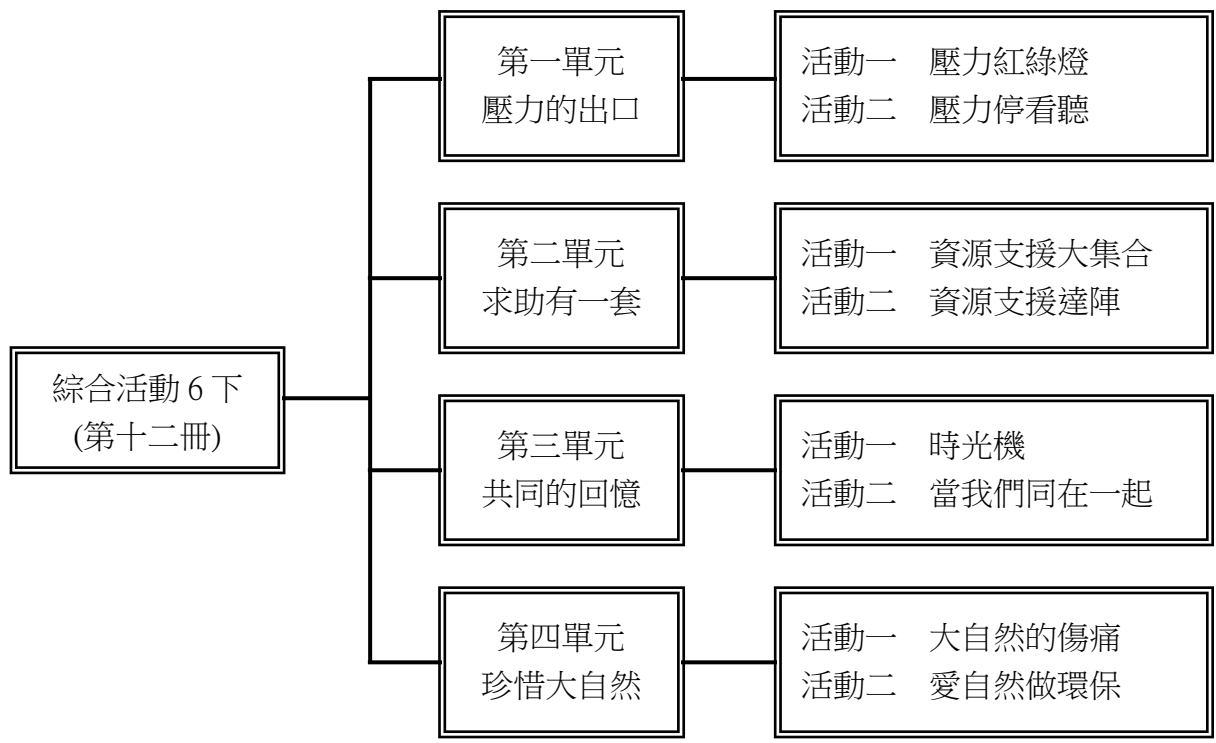 綜合活動 6 下
(第十二冊)
第一單元
壓力的出口
活動一　壓力紅綠燈
活動二　壓力停看聽
第二單元
求助有一套
活動一　資源支援大集合
活動二　資源支援達陣
第三單元
共同的回憶
活動一　時光機
活動二　當我們同在一起
第四單元
珍惜大自然
活動一　大自然的傷痛
活動二　愛自然做環保